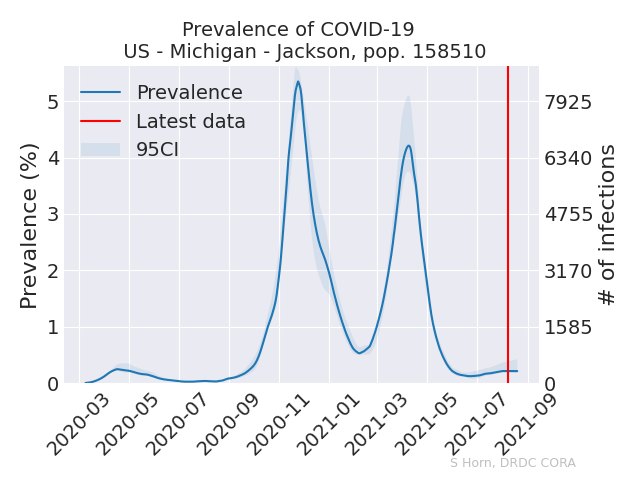 Prevalence of COVID-19
US - Michigan - Jackson, pop. 158510
Prevalence
Latest data
95CI
Prevalence (%)
5
4
3
2
1
0
7925
6340
4755
3170
1585
0
# of infections
2020-03
2020-05
2020-07
2020-09
2020-11
2021-01
2021-03
2021-05
2021-07
2021-09
S Horn, DRDC CORA